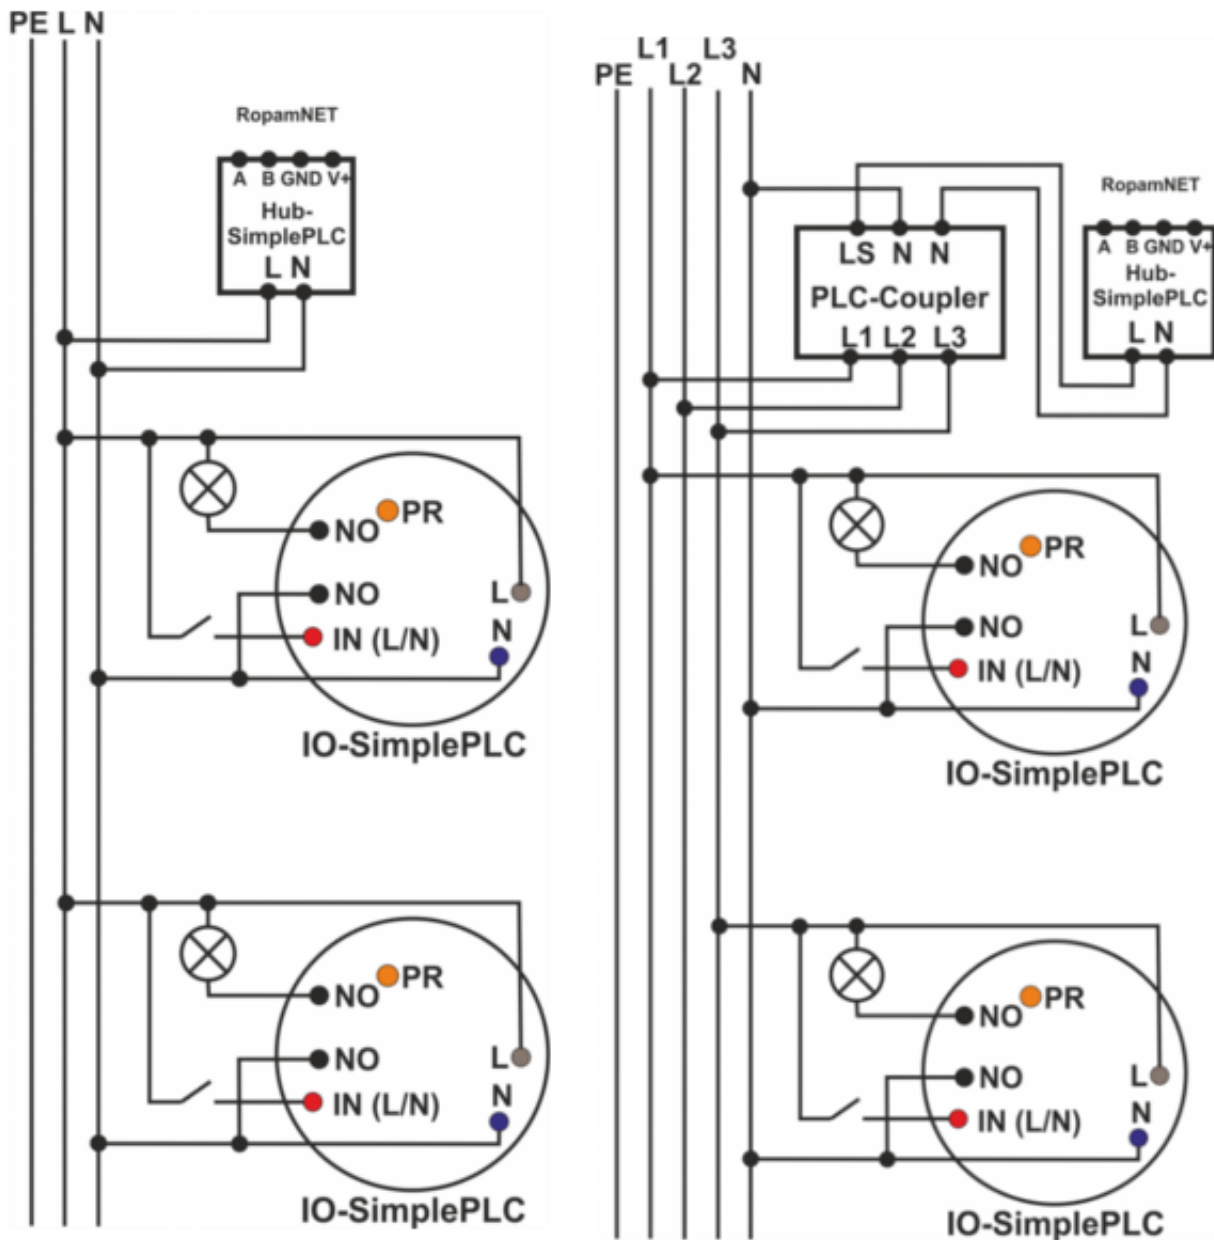 PE L N
RopamNET
A B GND V+
Hub-
SimplePLC
L N
NO
PR
NO
L
IN (L/N)
N
IO-SimplePLC
NO
PR
NO
L
IN (L/N)
N
IO-SimplePLC
L1 L3
PE L2 N
RopamNET
LS N N
PLC-Coupler
L1 L2 L3
A B GND V+
Hub-
SimplePLC
L N
NO
PR
NO
L
IN (L/N)
N
IO-SimplePLC
NO
PR
NO
L
IN (L/N)
N
IO-SimplePLC